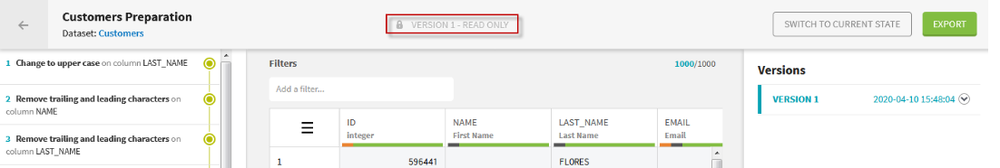 ←
Customers Preparation
Dataset: Customers
VERSION 1 - READ ONLY
SWITCH TO CURRENT STATE
EXPORT
1 Change to upper case on column LAST_NAME
2 Remove trailing and leading characters on
column NAME
3 Remove trailing and leading characters on
column LAST_NAME
Filters
1000/1000
Add a filter...
ID
integer
NAME
First Name
LAST_NAME
Last Name
EMAIL
Email
1
596441
FLORES
Versions
VERSION 1
2020-04-10 15:48:04